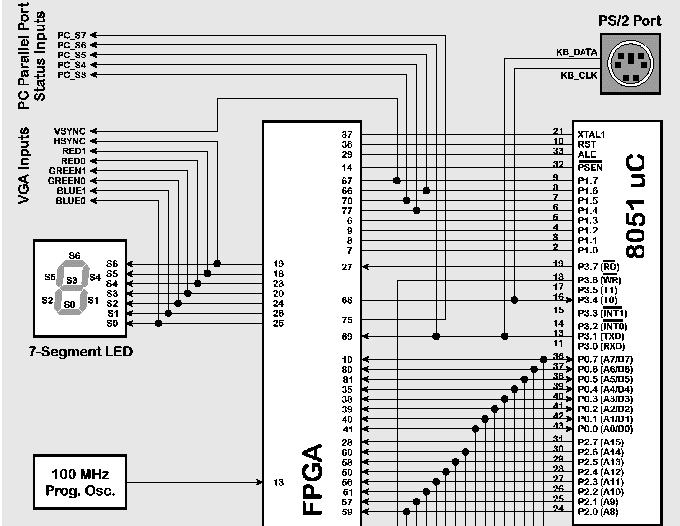 PC Parallel Port
Status Inputs
PC_S7
PC_S6
PC_S5
PC_S4
PC_S3
PS/2 Port
KB_DATA
KB_CLK
VGA Inputs
VSYNC
HSYNC
RED1
RED0
GREEN1
GREEN0
BLUE1
BLUE0
S6
S5
S4
S3
S2
S1
S0
S6
S5 S3 S4
S2 S0 S1
7-Segment LED
100 MHz
Prog. Osc.
FPGA
19
18
23
20
24
26
25
13
37
36
29
14
67
66
70
77
6
9
8
7
27
68
75
69
10
80
81
35
38
39
40
41
28
60
58
50
56
61
57
59
8051 uC
21 XTAL1
10 RST
33 ALE
32 PSEN
9 P1.7
8 P1.6
7 P1.5
6 P1.4
5 P1.3
4 P1.2
3 P1.1
2 P1.0
19 P3.7 (RD)
18 P3.6 (WR)
17 P3.5 (T1)
16 P3.4 (T0)
15 P3.3 (INT1)
14 P3.2 (INT0)
13 P3.1 (TXD)
11 P3.0 (RXD)
36 P0.7 (A7/D7)
37 P0.6 (A6/D6)
38 P0.5 (A5/D5)
39 P0.4 (A4/D4)
40 P0.3 (A3/D3)
41 P0.2 (A2/D2)
42 P0.1 (A1/D1)
43 P0.0 (A0/D0)
31 P2.7 (A15)
30 P2.6 (A14)
29 P2.5 (A13)
28 P2.4 (A12)
27 P2.3 (A11)
26 P2.2 (A10)
25 P2.1 (A9)
24 P2.0 (A8)